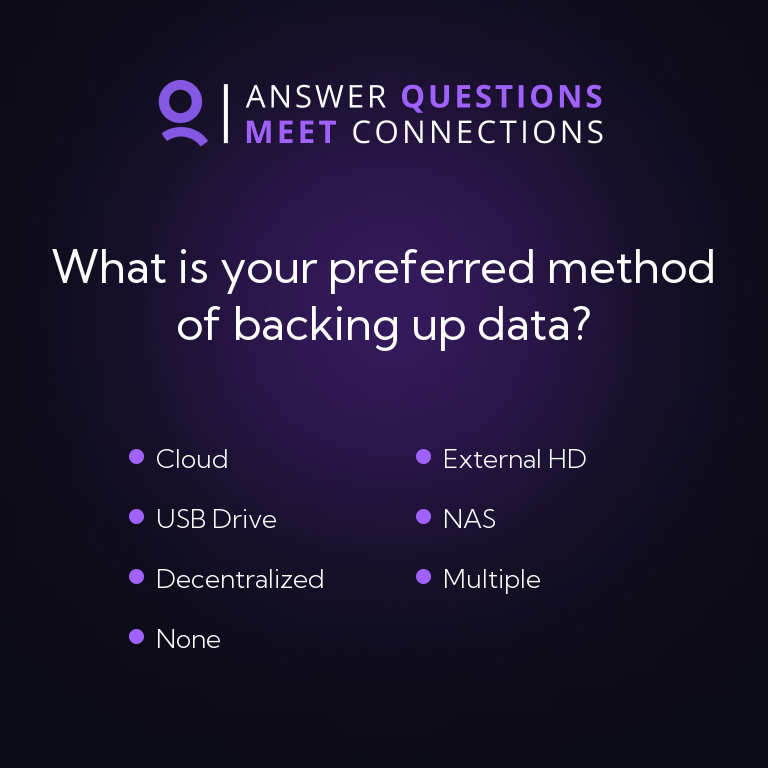 ANSWER QUESTIONS
MEET CONNECTIONS
What is your preferred method
of backing up data?
Cloud
USB Drive
Decentralized
None
External HD
NAS
Multiple